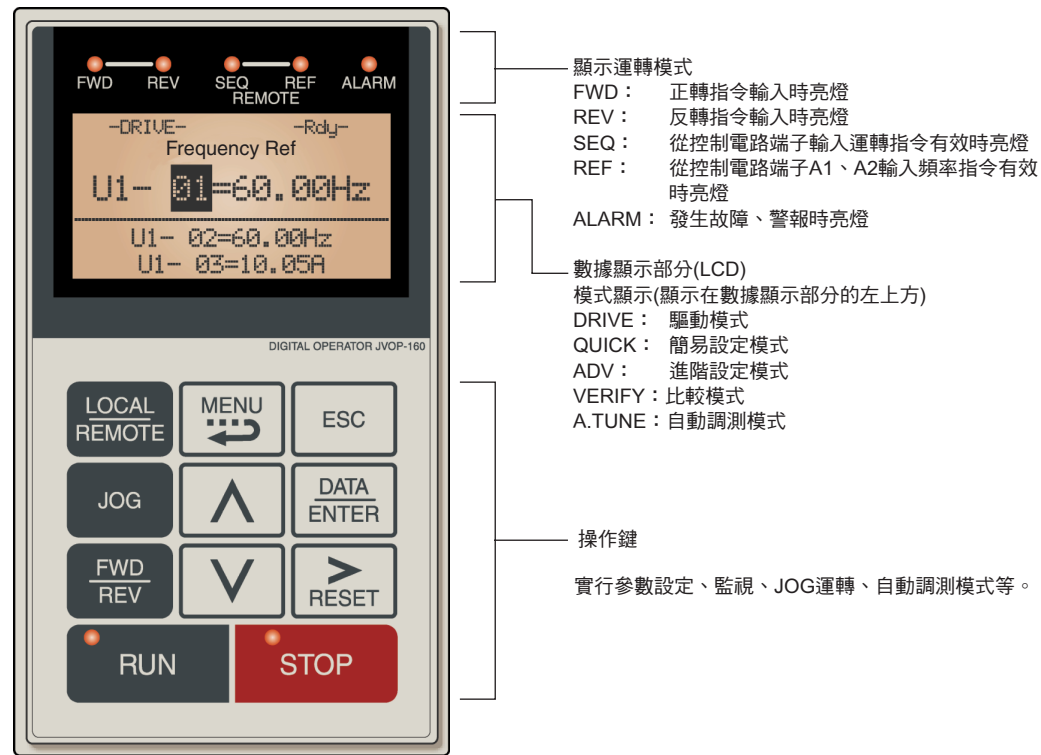 FWD REV SEQ REF ALARM
REMOTE
-DRIVE- -Rdy-
Frequency Ref
U1- 01=60.00Hz
U1- 02=60.00Hz
U1- 03=10.05A
DIGITAL OPERATOR JVOP-160
LOCAL
REMOTE
MENU
ESC
JOG
DATA
ENTER
FWD
REV
>
RESET
RUN
STOP
顯示運轉模式
FWD： 正轉指令輸入時亮燈
REV： 反轉指令輸入時亮燈
SEQ： 從控制電路端子輸入運轉指令有效時亮燈
REF： 從控制電路端子A1、A2輸入頻率指令有效
時亮燈
ALARM： 發生故障、警報時亮燈
數據顯示部分(LCD)
模式顯示(顯示在數據顯示部分的左上方)
DRIVE： 驅動模式
QUICK： 簡易設定模式
ADV： 進階設定模式
VERIFY：比較模式
A.TUNE：自動調測模式
操作鍵
實行參數設定、監視、JOG運轉、自動調測模式等。